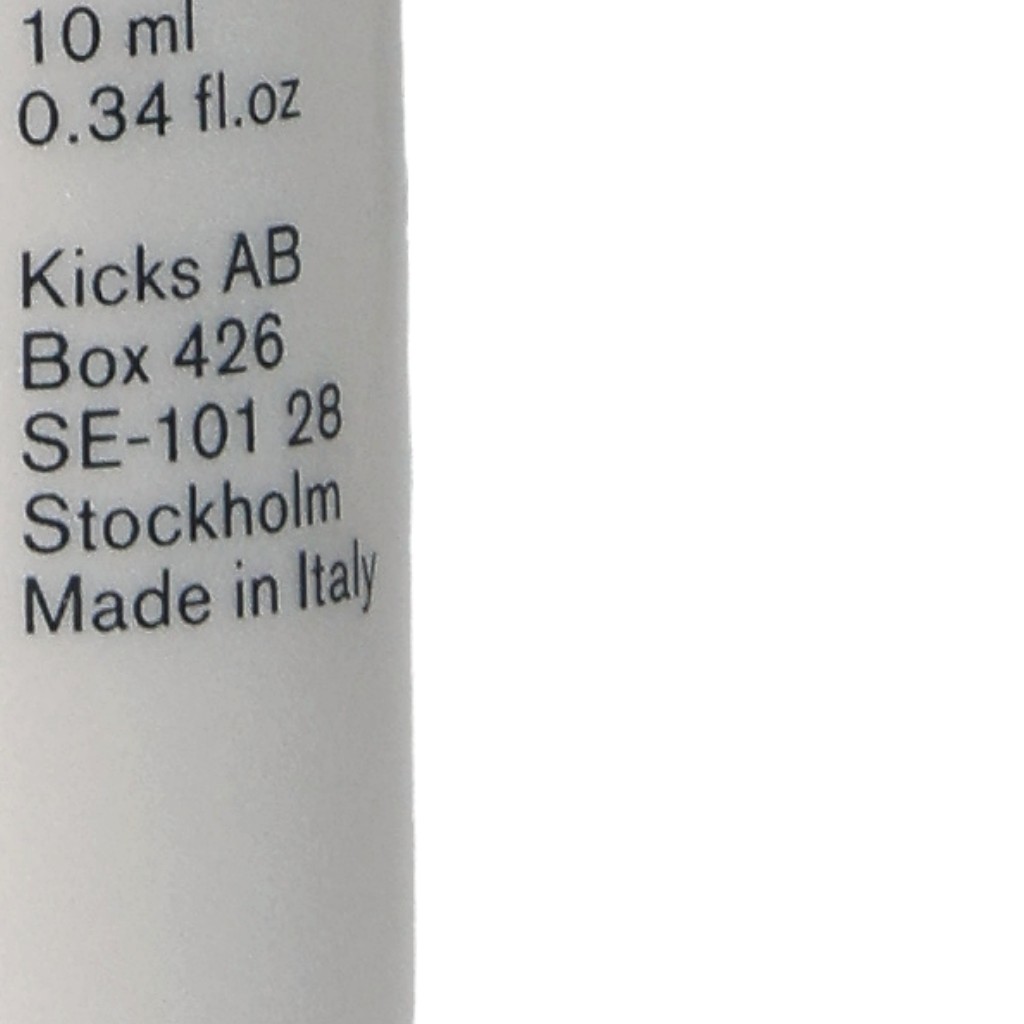 10 ml
0.34 fl.oz
Kicks AB
Box 426
SE-101 28
Stockholm
Made in Italy